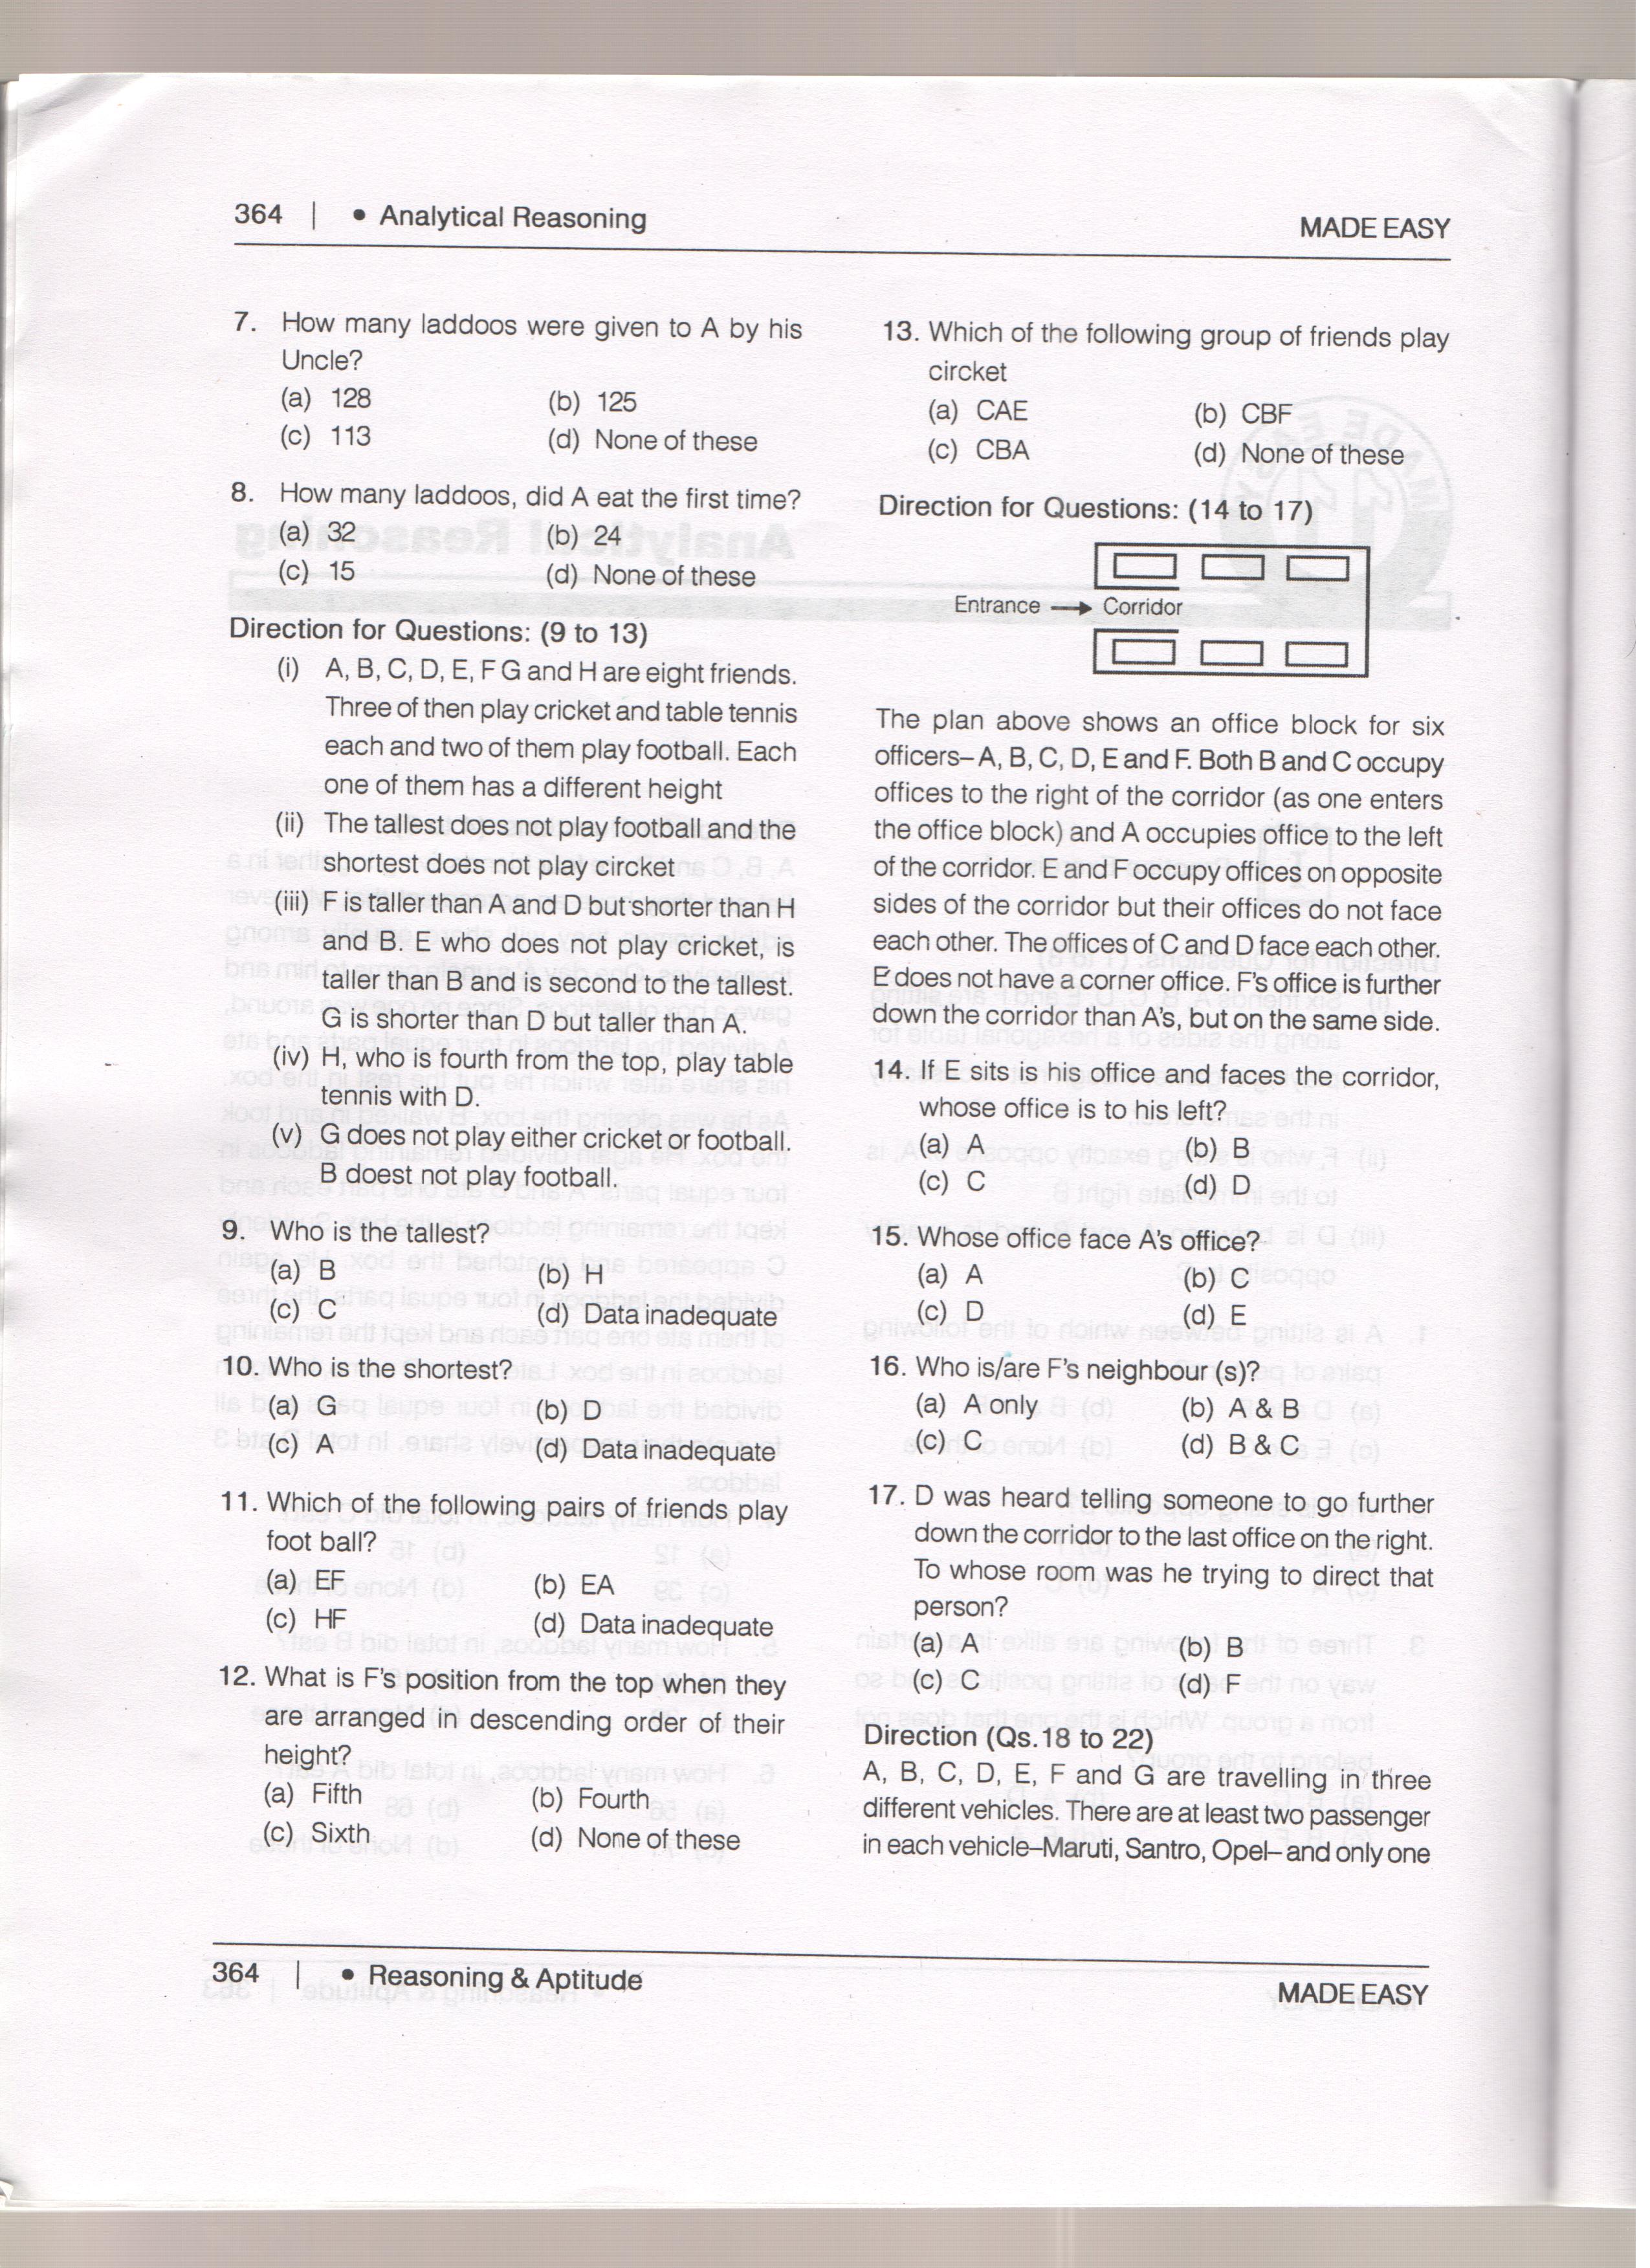 364 | • Analytical Reasoning
MADE EASY
7. How many laddoos were given to A by his
Uncle?
(a) 128 (b) 125
(c) 113 (d) None of these
8. How many laddoos, did A eat the first time?
(a) 32 (b) 24
(c) 15 (d) None of these
Direction for Questions: (9 to 13)
(i) A, B, C, D, E, F G and H are eight friends.
Three of then play cricket and table tennis
each and two of them play football. Each
one of them has a different height
(ii) The tallest does not play football and the
shortest does not play circket
(iii) F is taller than A and D but shorter than H
and B. E who does not play cricket, is
taller than B and is second to the tallest.
G is shorter than D but taller than A.
(iv) H, who is fourth from the top, play table
tennis with D.
(v) G does not play either cricket or football.
B doest not play football.
9. Who is the tallest?
(a) B (b) H
(c) C (d) Data inadequate
10. Who is the shortest?
(a) G (b) D
(c) A (d) Data inadequate
11. Which of the following pairs of friends play
foot ball?
(a) EF (b) EA
(c) HF (d) Data inadequate
12. What is F's position from the top when they
are arranged in descending order of their
height?
(a) Fifth (b) Fourth
(c) Sixth (d) None of these
13. Which of the following group of friends play
circket
(a) CAE (b) CBF
(c) CBA (d) None of these
Direction for Questions: (14 to 17)
Entrance → Corridor
The plan above shows an office block for six
officers– A, B, C, D, E and F. Both B and C occupy
offices to the right of the corridor (as one enters
the office block) and A occupies office to the left
of the corridor. E and F occupy offices on opposite
sides of the corridor but their offices do not face
each other. The offices of C and D face each other.
E does not have a corner office. F's office is further
down the corridor than A's, but on the same side.
14. If E sits is his office and faces the corridor,
whose office is to his left?
(a) A (b) B
(c) C (d) D
15. Whose office face A's office?
(a) A (b) C
(c) D (d) E
16. Who is/are F's neighbour (s)?
(a) A only (b) A & B
(c) C (d) B & C
17. D was heard telling someone to go further
down the corridor to the last office on the right.
To whose room was he trying to direct that
person?
(a) A (b) B
(c) C (d) F
Direction (Qs.18 to 22)
A, B, C, D, E, F and G are travelling in three
different vehicles. There are at least two passenger
in each vehicle–Maruti, Santro, Opel– and only one
364 | • Reasoning & Aptitude
MADE EASY